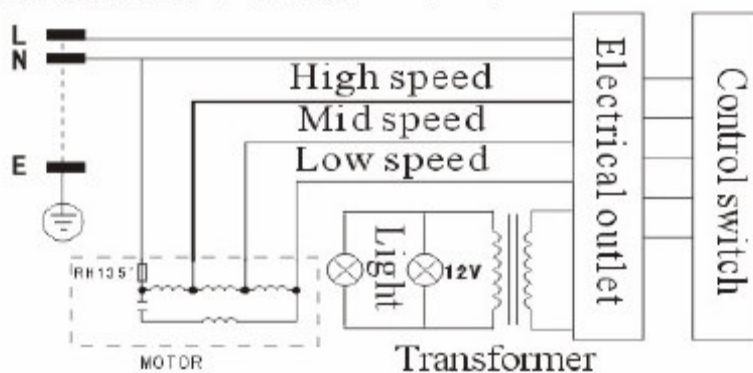 L
N
High speed
Mid speed
Low speed
E
RH135°
Light
12V
MOTOR
Transformer
Electrical outlet
Control switch